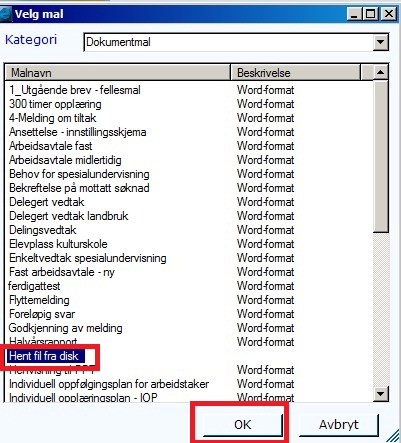 Velg mal
Kategori Dokumentmal
Malnavn Beskrivelse
1_Utgående brev - fellesmal Word-format
300 timer opplæring Word-format
4-Melding om tiltak Word-format
Ansettelse - innstillingsskjema Word-format
Arbeidsavtale fast Word-format
Arbeidsavtale midlertidig Word-format
Behov for spesialundervisning Word-format
Bekreftelse på mottatt søknad Word-format
Delegert vedtak Word-format
Delegert vedtak landbruk Word-format
Delingsvedtak Word-format
Elevplass kulturskole Word-format
Enkeltvedtak spesialundervisning Word-format
Fast arbeidsavtale - ny Word-format
ferdigattest Word-format
Flyttemelding Word-format
Foreløpig svar Word-format
Godkjenning av melding Word-format
Halvårsrapport Word-format
Hent fil fra disk
Henvisning til PPT Word-format
Individuell oppfølgingsplan for arbeidstaker Word-format
Individuell opplæringsplan - IOP Word-format
OK Avbryt